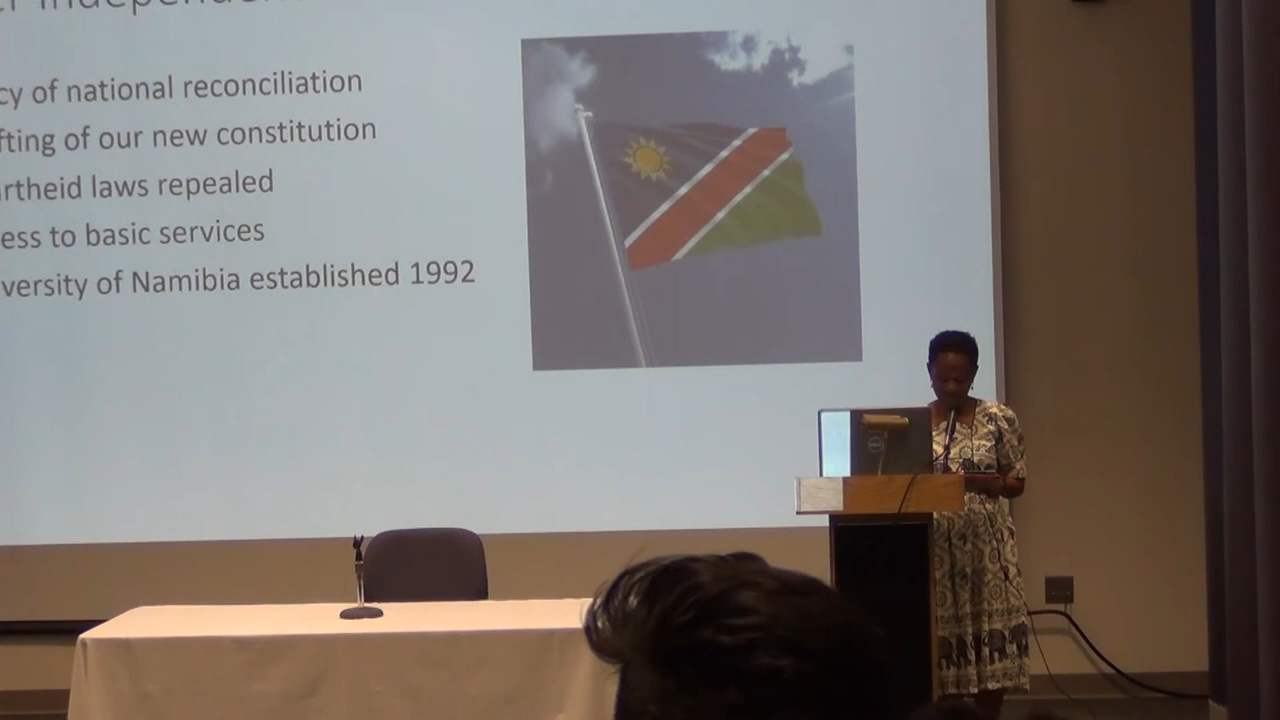 cy of national reconciliation
fting of our new constitution
artheid laws repealed
ess to basic services
versity of Namibia established 1992